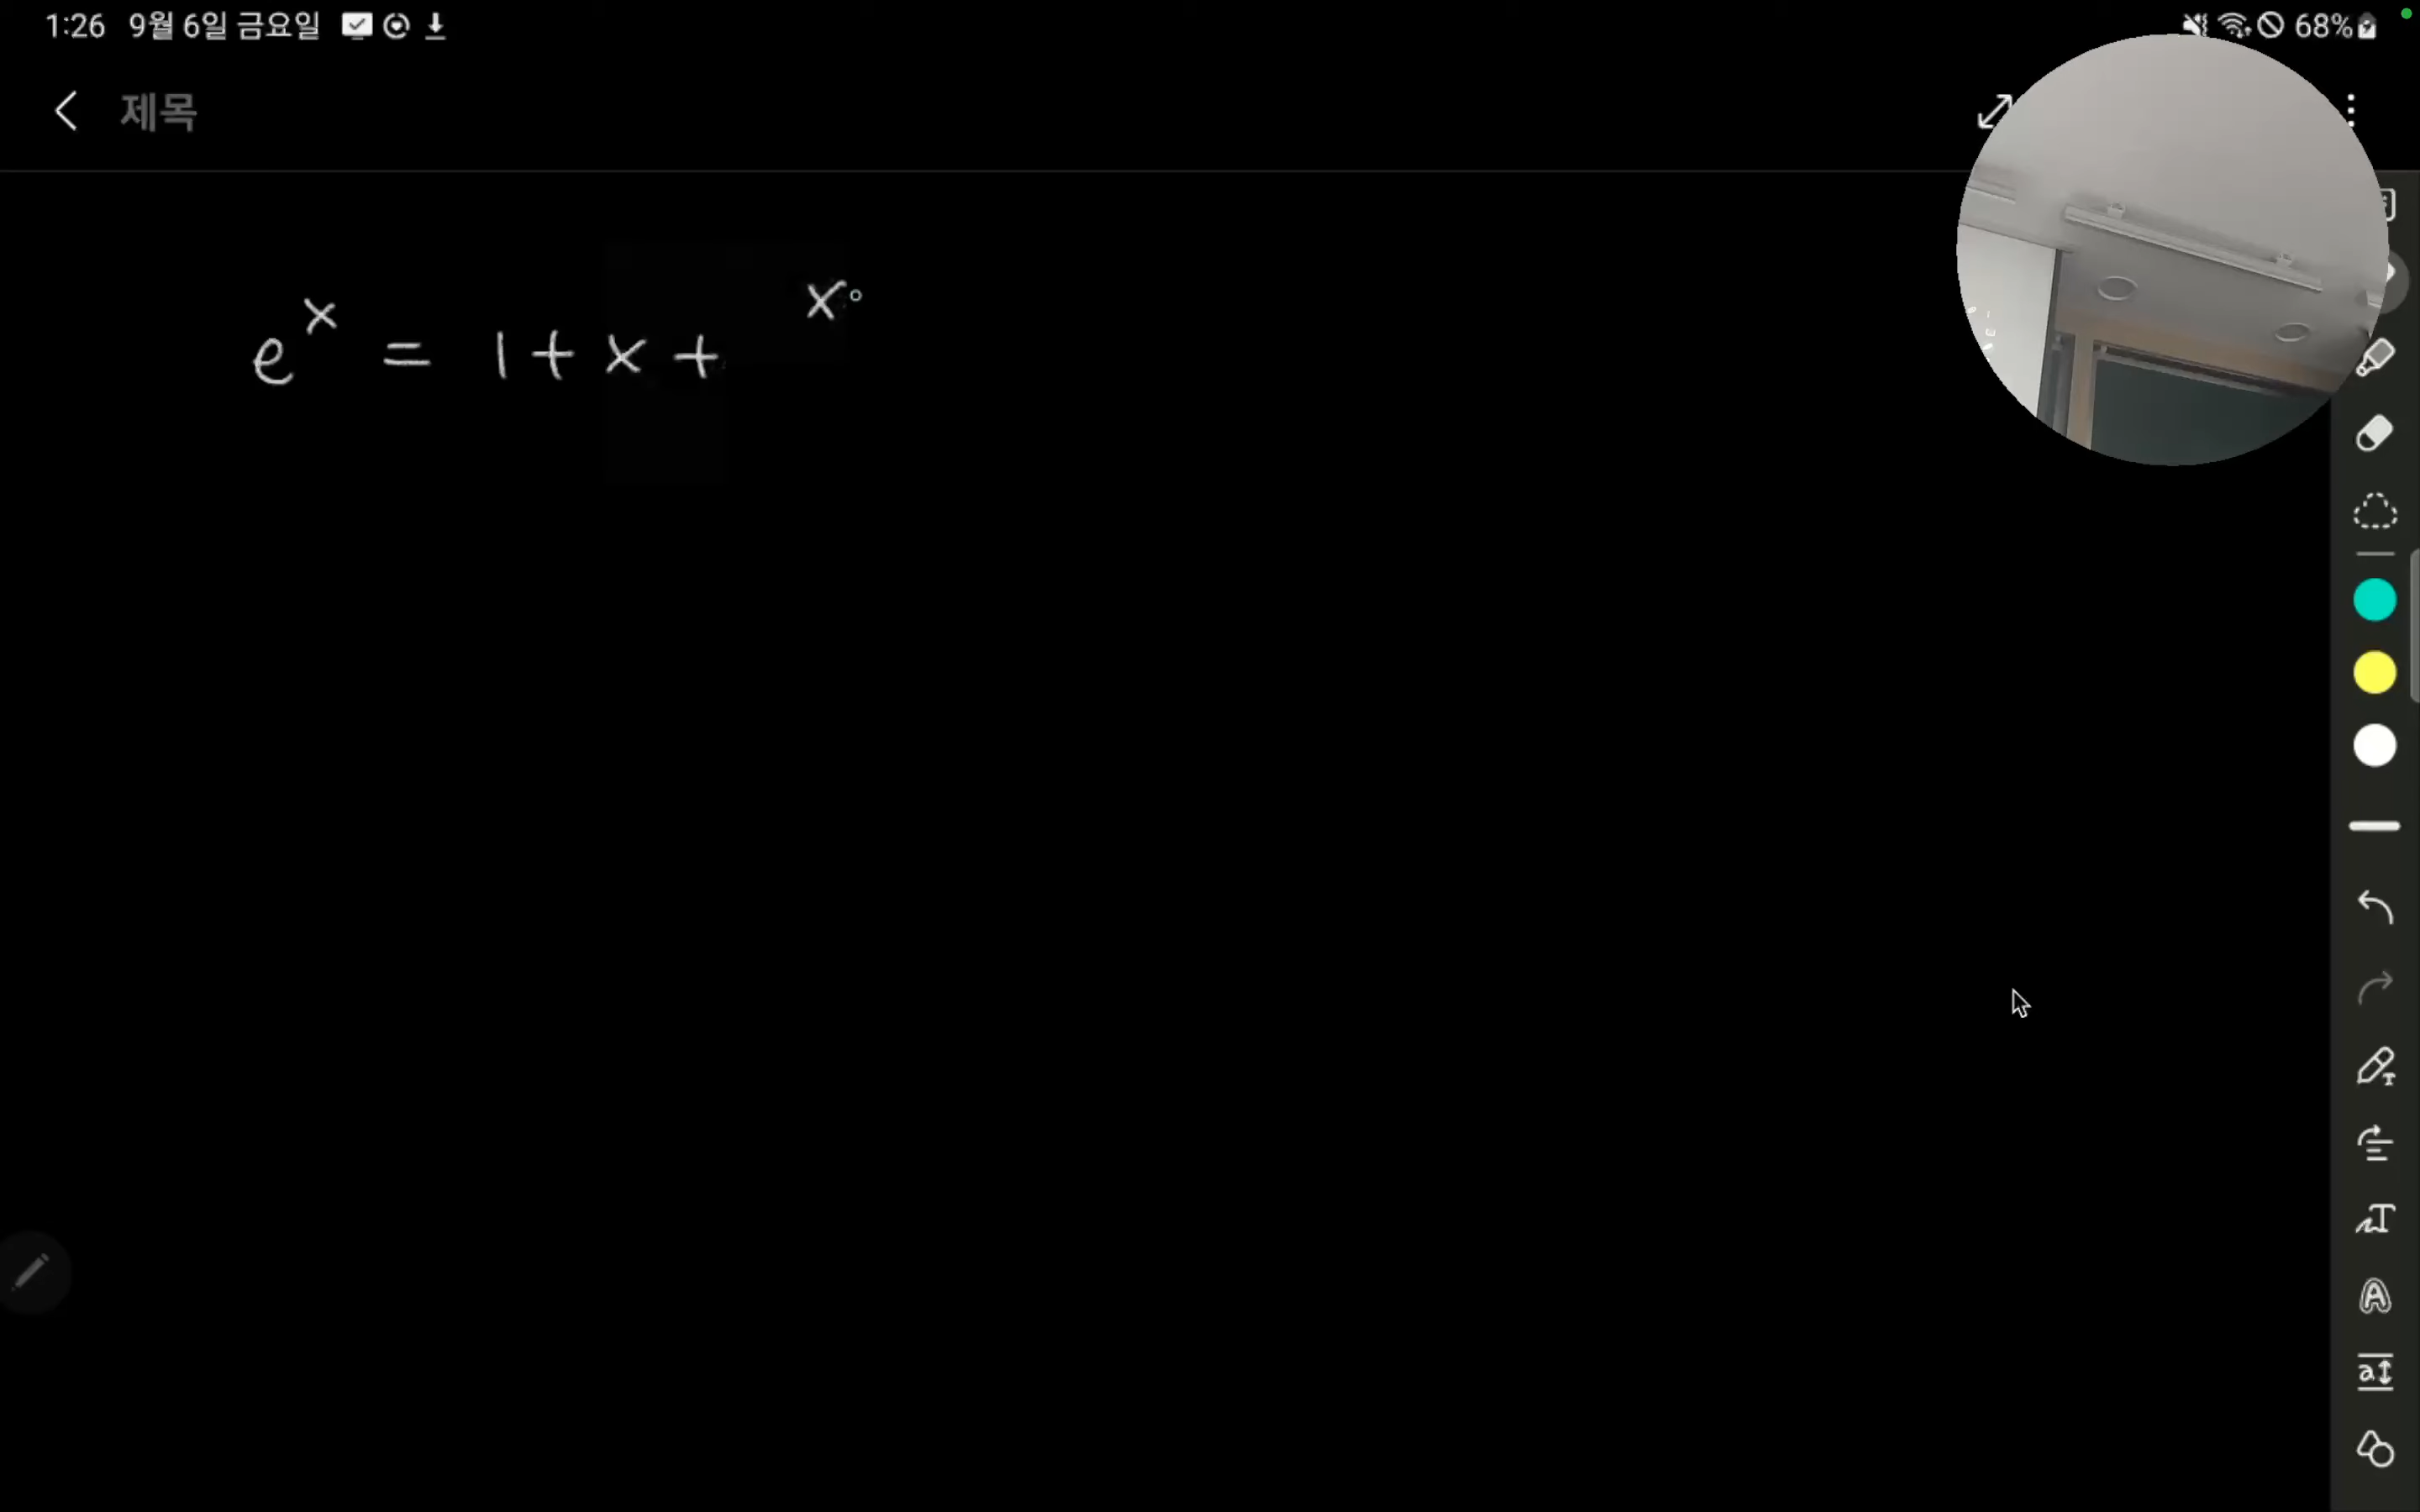 1:26 9월 6일 금요일 68%
제목
e^x = 1 + x + x